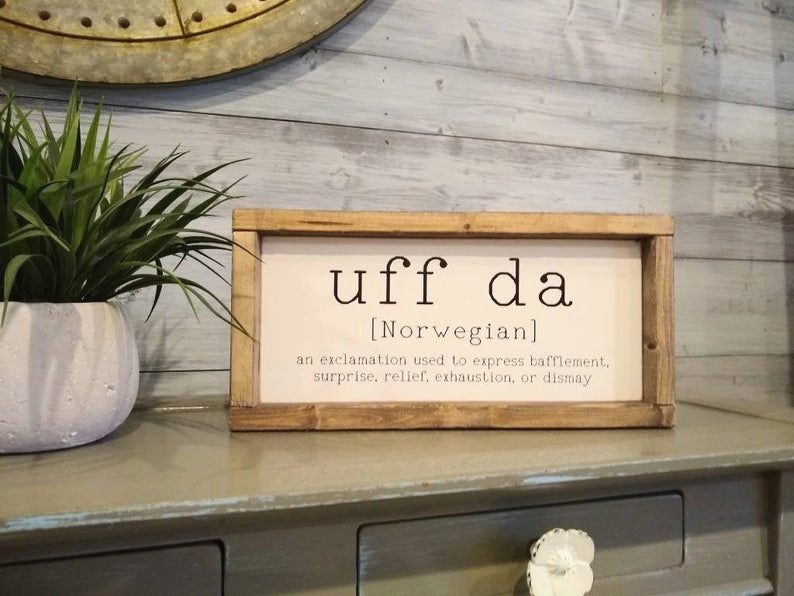 uff da
[Norwegian]
an exclamation used to express bafflement,
surprise, relief, exhaustion, or dismay